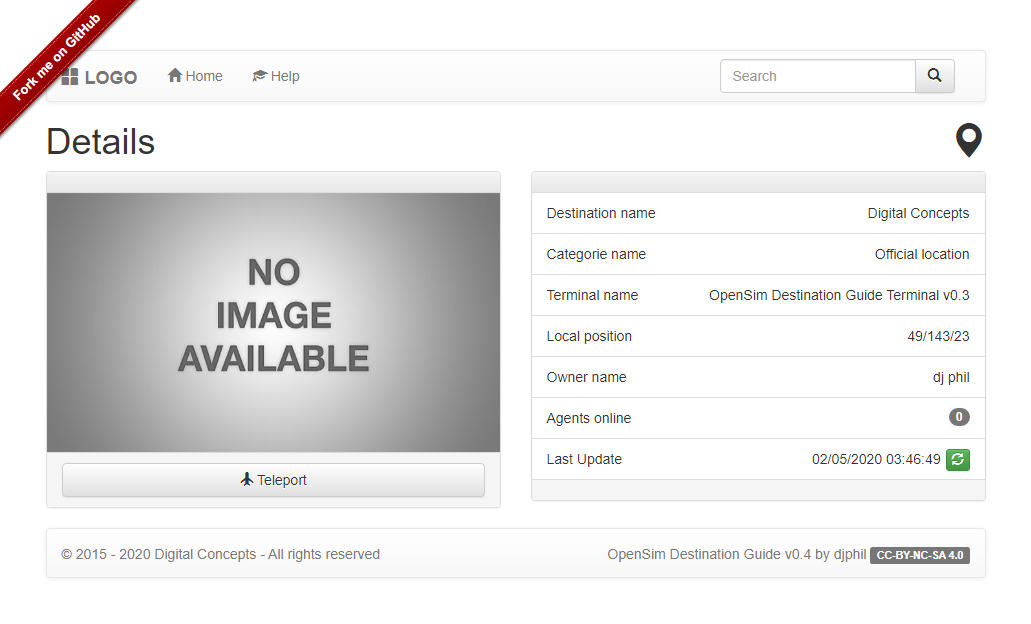 Fork me on GitHub
LOGO Home Help Search
Details
NO
IMAGE
AVAILABLE
Teleport
Destination name Digital Concepts
Categorie name Official location
Terminal name OpenSim Destination Guide Terminal v0.3
Local position 49/143/23
Owner name dj phil
Agents online 0
Last Update 02/05/2020 03:46:49
© 2015 - 2020 Digital Concepts - All rights reserved OpenSim Destination Guide v0.4 by djphil CC-BY-NC-SA 4.0